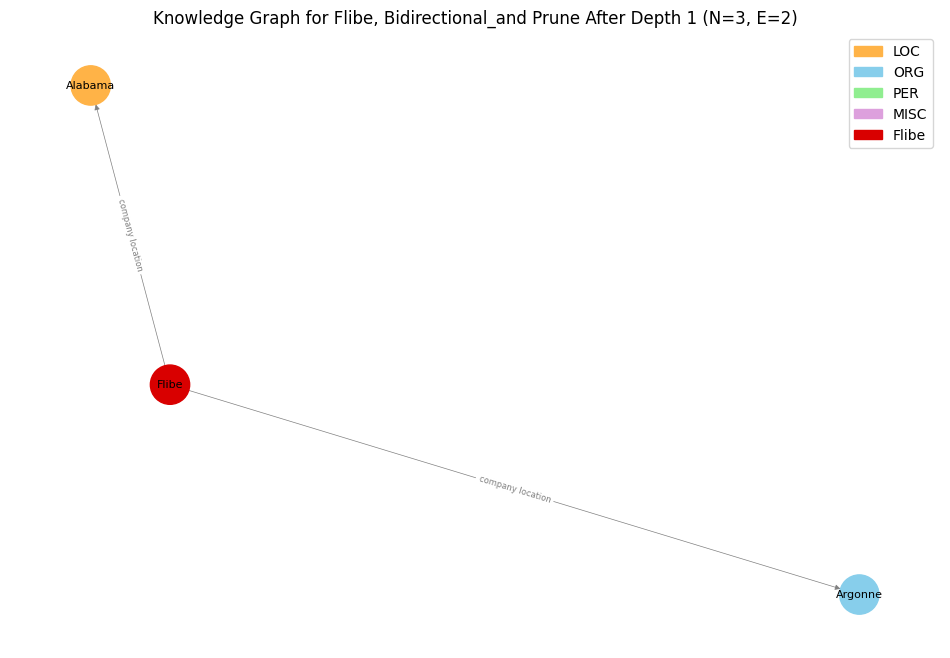 Knowledge Graph for Flibe, Bidirectional_and Prune After Depth 1 (N=3, E=2)
LOC
ORG
PER
MISC
Flibe
Alabama
company location
Flibe
company location
Argonne